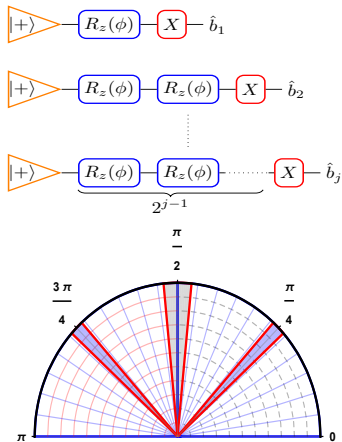 |+⟩ R_z(ϕ) X b̂_1
|+⟩ R_z(ϕ) R_z(ϕ) X b̂_2
|+⟩ R_z(ϕ) R_z(ϕ) X b̂_j
2^{j−1}
π/2
3π/4 π/4
π 0